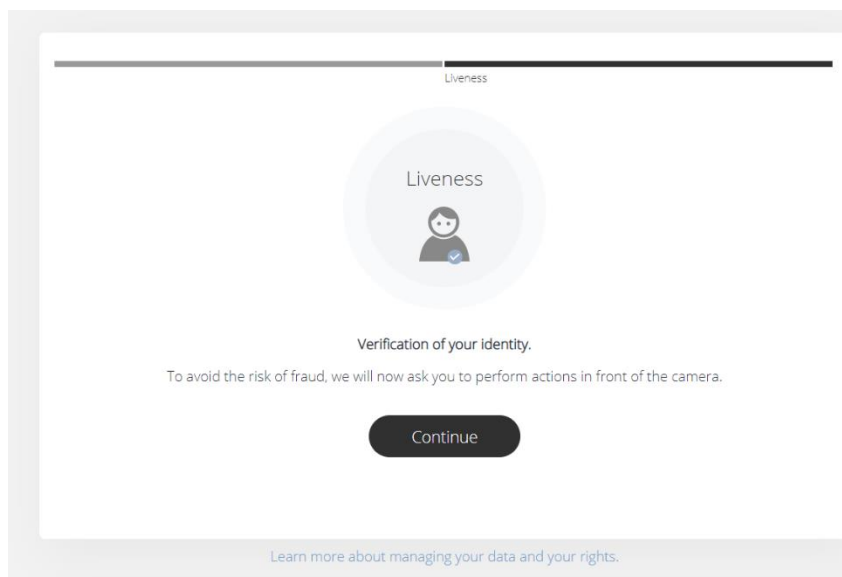 Liveness
Liveness
Verification of your identity.
To avoid the risk of fraud, we will now ask you to perform actions in front of the camera.
Continue
Learn more about managing your data and your rights.